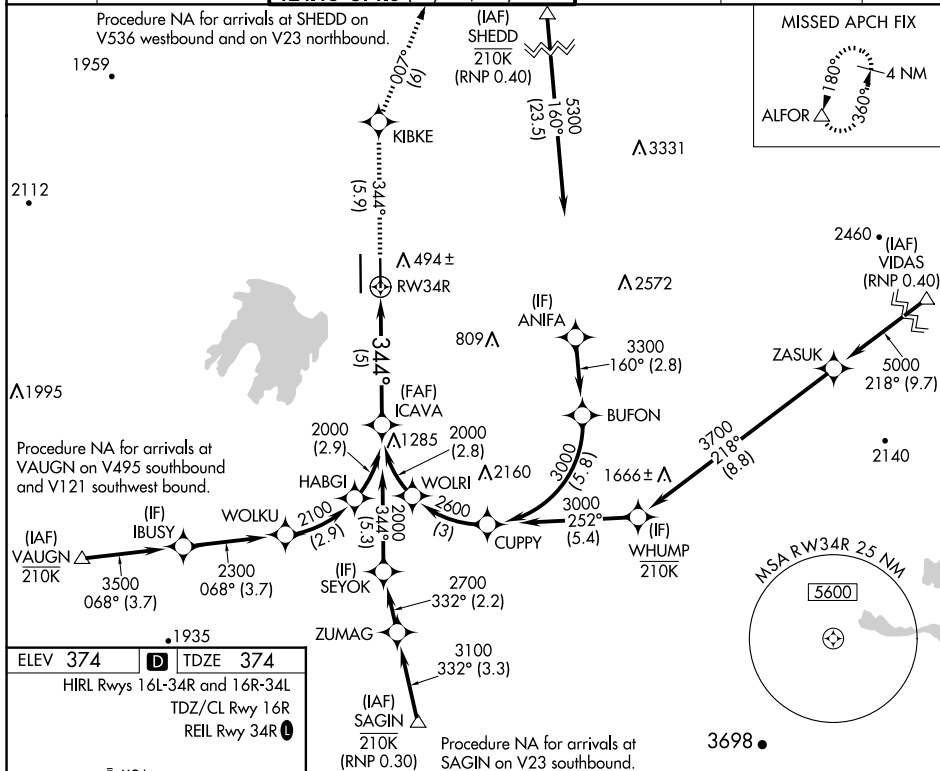 Procedure NA for arrivals at SHEDD on
V536 westbound and on V23 northbound.
(IAF)
SHEDD
210K
(RNP 0.40)
MISSED APCH FIX
180°
360°
4 NM
ALFOR
1959
007°
(9)
KIBKE
5300
160°
(23.5)
3331
2112
344°
(5.9)
494±
RW34R
2460
(IAF)
VIDAS
(RNP 0.40)
2572
(IF)
ANIFA
809
3300
160° (2.8)
ZASUK
5000
218° (9.7)
344°
(5)
1995
(FAF)
ICAVA
BUFON
3700
218°
(8.8)
2000
(2.9)
1285
2000
(2.8)
Procedure NA for arrivals at
VAUGN on V495 southbound
and V121 southwest bound.
2140
HABGI
WOLRI
2160
3000
(5.8)
1666±
(IF)
IBUSY
WOLKU
2100
(2.9)
2000
344°
(5.3)
2600
(3)
CUPPY
3000
252°
(5.4)
(IF)
WHUMP
210K
(IAF)
VAUGN
210K
3500
068° (3.7)
2300
068° (3.7)
(IF)
SEYOK
2700
332° (2.2)
MSA RW34R 25 NM
5600
1935
ZUMAG
3100
332° (3.3)
ELEV 374
D
TDZE 374
HIRL Rwys 16L-34R and 16R-34L
TDZ/CL Rwy 16R
REIL Rwy 34R L
(IAF)
SAGIN
210K
(RNP 0.30)
Procedure NA for arrivals at
SAGIN on V23 southbound.
3698